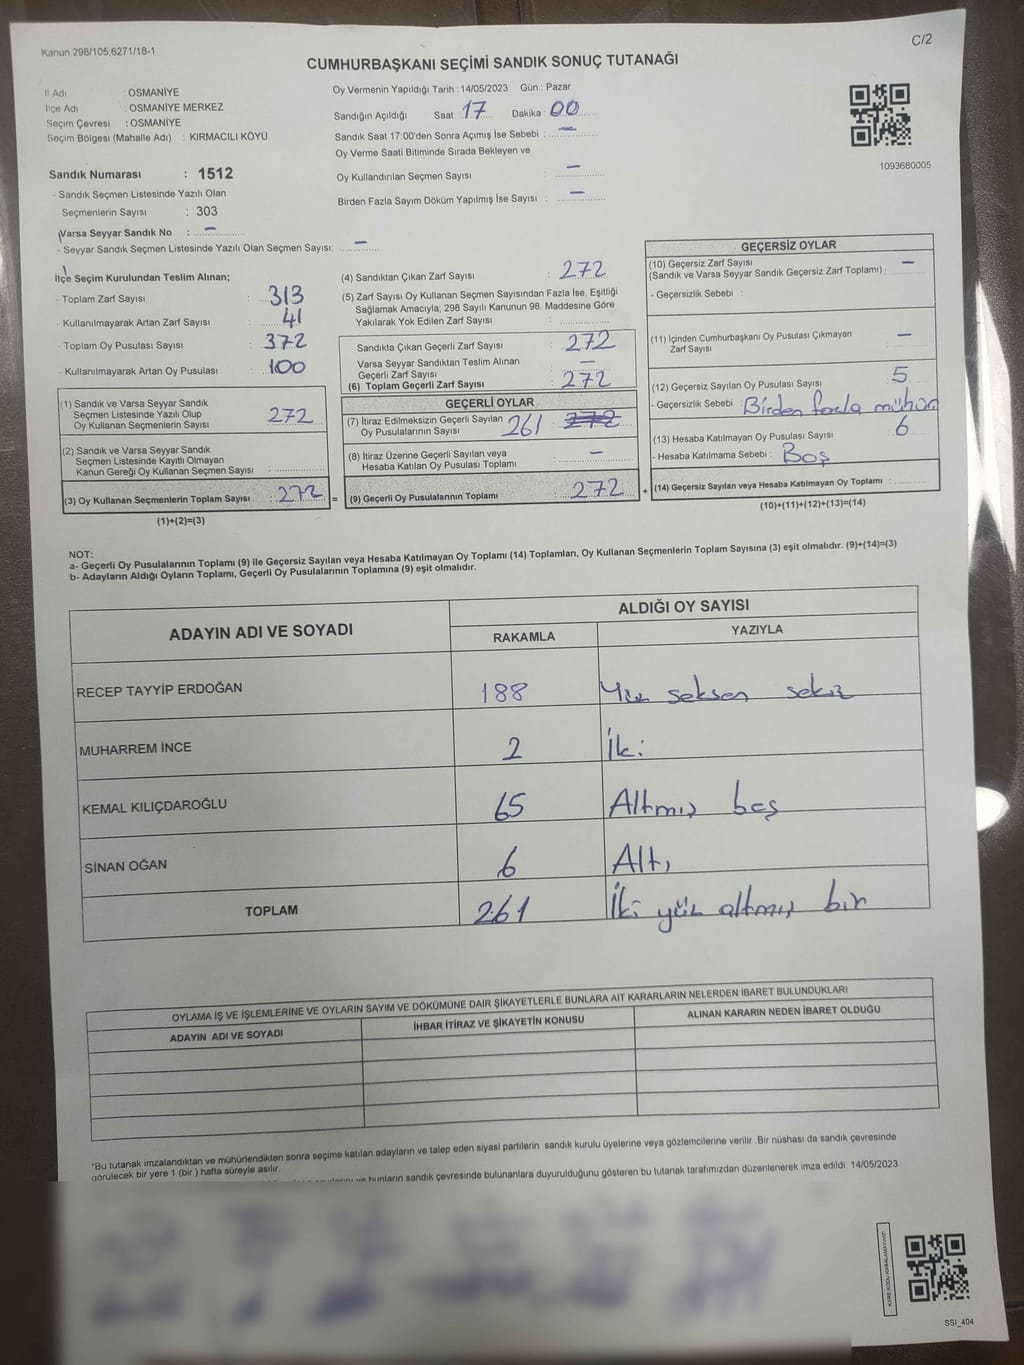 Kanun.298/105;6271/18-1
C/2
CUMHURBAŞKANI SEÇİMİ SANDIK SONUÇ TUTANAĞI
İl Adı : OSMANİYE
İlçe Adı : OSMANİYE MERKEZ
Seçim Çevresi : OSMANİYE
Seçim Bölgesi (Mahalle Adı) : KIRMACILI KÖYÜ
Oy Vermenin Yapıldığı Tarih : 14/05/2023 Gün : Pazar
Sandığın Açıldığı Saat : 17 Dakika : 00
Sandık Saat 17:00'den Sonra Açımış İse Sebebi : —
Oy Verme Saati Bitiminde Sırada Bekleyen ve
Oy Kullandırılan Seçmen Sayısı : —
Birden Fazla Sayım Döküm Yapılmış İse Sayısı : —
1093680005
Sandık Numarası : 1512
- Sandık Seçmen Listesinde Yazılı Olan
Seçmenlerin Sayısı : 303
Varsa Seyyar Sandık No : —
- Seyyar Sandık Seçmen Listesinde Yazılı Olan Seçmen Sayısı: —
İlçe Seçim Kurulundan Teslim Alınan;
- Toplam Zarf Sayısı : 313
- Kullanılmayarak Artan Zarf Sayısı : 41
- Toplam Oy Pusulası Sayısı : 372
- Kullanılmayarak Artan Oy Pusulası : 100
(1) Sandık ve Varsa Seyyar Sandık
Seçmen Listesinde Yazılı Olup
Oy Kullanan Seçmenlerin Sayısı : 272
(2) Sandık ve Varsa Seyyar Sandık
Seçmen Listesinde Kayıtlı Olmayan
Kanun Gereği Oy Kullanan Seçmen Sayısı :
(3) Oy Kullanan Seçmenlerin Toplam Sayısı : 272 =
(1)+(2)=(3)
(4) Sandıktan Çıkan Zarf Sayısı : 272
(5) Zarf Sayısı Oy Kullanan Seçmen Sayısından Fazla İse, Eşitliği
Sağlamak Amacıyla, 298 Sayılı Kanunun 98. Maddesine Göre
Yakılarak Yok Edilen Zarf Sayısı :
Sandıkta Çıkan Geçerli Zarf Sayısı : 272
Varsa Seyyar Sandıktan Teslim Alınan
Geçerli Zarf Sayısı : —
(6) Toplam Geçerli Zarf Sayısı : 272
GEÇERLİ OYLAR
(7) İtiraz Edilmeksizin Geçerli Sayılan
Oy Pusulalarının Sayısı 261 272
(8) İtiraz Üzerine Geçerli Sayılan veya
Hesaba Katılan Oy Pusulası Toplamı : —
(9) Geçerli Oy Pusulalarının Toplamı : 272 +
GEÇERSİZ OYLAR
(10) Geçersiz Zarf Sayısı
(Sandık ve Varsa Seyyar Sandık Geçersiz Zarf Toplamı) : —
- Geçersizlik Sebebi :
(11) İçinden Cumhurbaşkanı Oy Pusulası Çıkmayan
Zarf Sayısı : —
(12) Geçersiz Sayılan Oy Pusulası Sayısı : 5
- Geçersizlik Sebebi : Birden fazla mühür
(13) Hesaba Katılmayan Oy Pusulası Sayısı : 6
- Hesaba Katılmama Sebebi : Boş
(14) Geçersiz Sayılan veya Hesaba Katılmayan Oy Toplamı :
(10)+(11)+(12)+(13)=(14)
NOT:
a- Geçerli Oy Pusulalarının Toplamı (9) ile Geçersiz Sayılan veya Hesaba Katılmayan Oy Toplamı (14) Toplamları, Oy Kullanan Seçmenlerin Toplam Sayısına (3) eşit olmalıdır. (9)+(14)=(3)
b- Adayların Aldığı Oyların Toplamı, Geçerli Oy Pusulalarının Toplamına (9) eşit olmalıdır.
ADAYIN ADI VE SOYADI
ALDIĞI OY SAYISI
RAKAMLA YAZIYLA
RECEP TAYYİP ERDOĞAN 188 Yüz seksen sekiz
MUHARREM İNCE 2 İki
KEMAL KILIÇDAROĞLU 65 Altmış beş
SİNAN OĞAN 6 Altı
TOPLAM 261 İki yüz altmış bir
OYLAMA İŞ VE İŞLEMLERİNE VE OYLARIN SAYIM VE DÖKÜMÜNE DAİR ŞİKAYETLERLE BUNLARA AİT KARARLARIN NELERDEN İBARET BULUNDUKLARI
ADAYIN ADI VE SOYADI İHBAR İTİRAZ VE ŞİKAYETİN KONUSU ALINAN KARARIN NEDEN İBARET OLDUĞU
*Bu tutanak imzalandıktan ve mühürlendikten sonra seçime katılan adayların ve talep eden siyasi partilerin sandık kurulu üyelerine veya gözlemcilerine verilir. Bir nüshası da sandık çevresinde
görülecek bir yere 1 (bir) hafta süreyle asılır.
ve bunların sandık çevresinde bulunanlara duyurulduğunu gösteren bu tutanak tarafımızdan düzenlenerek imza edildi. 14/05/2023
SSI_404